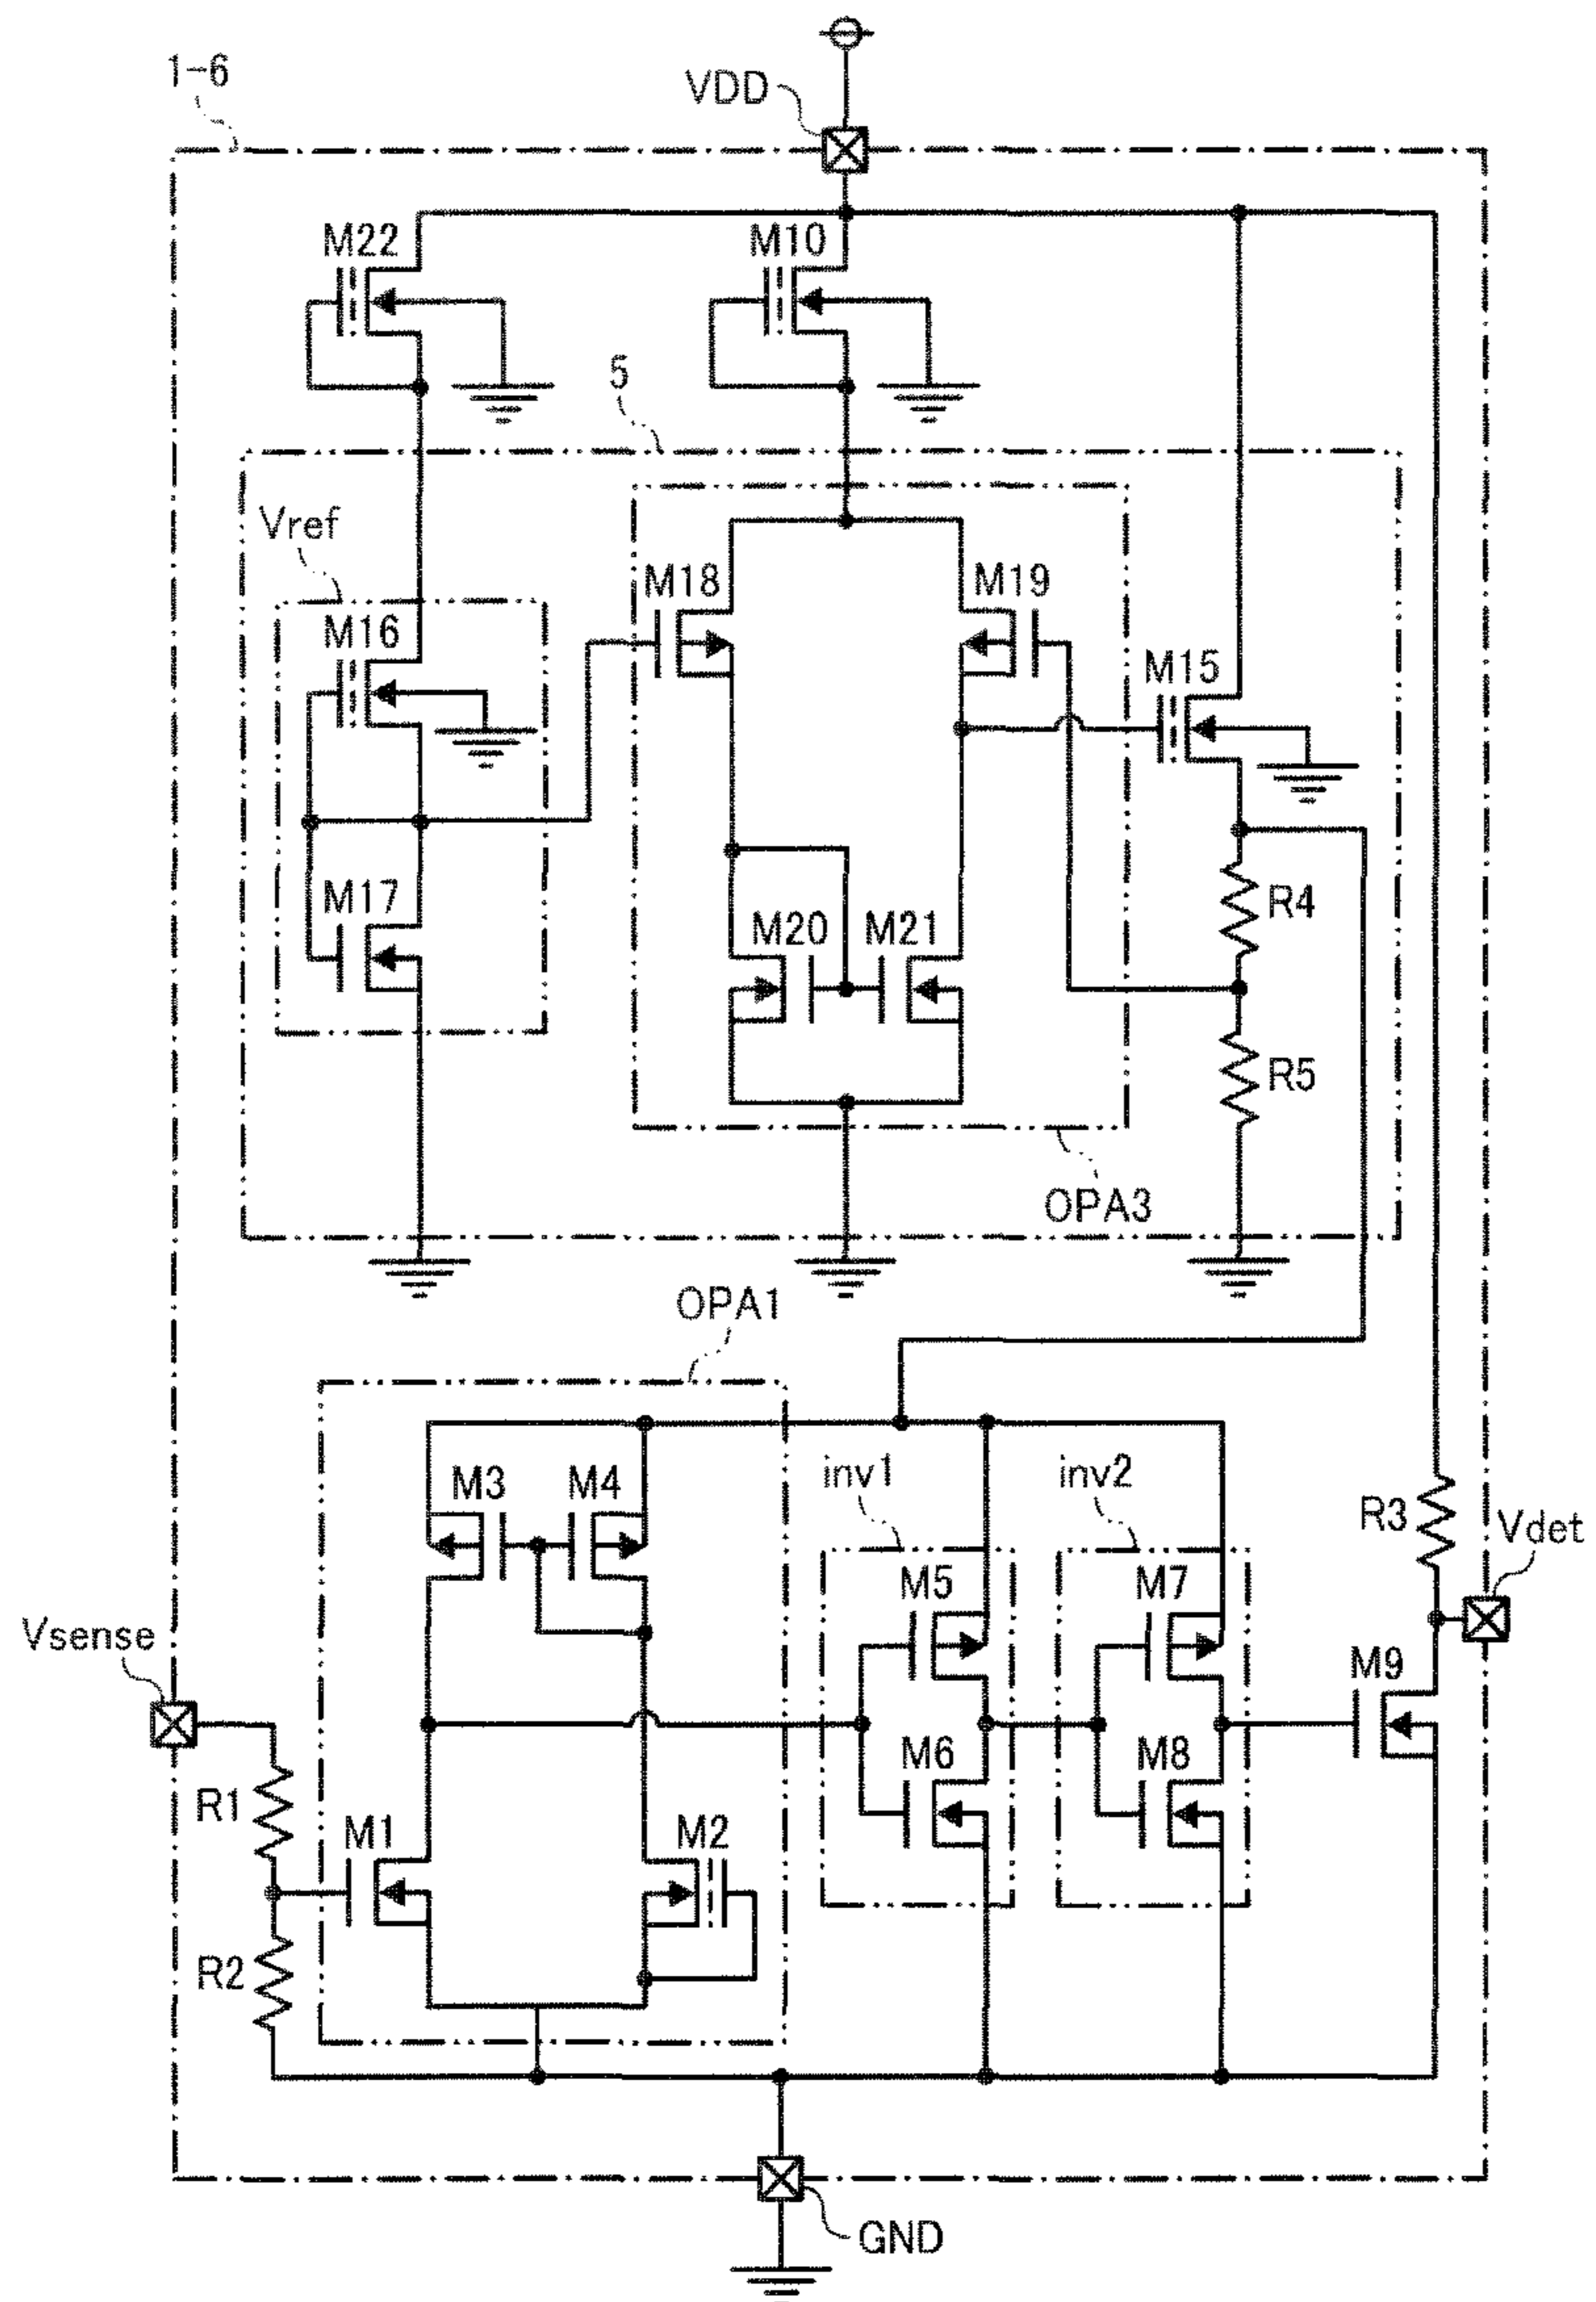 1-6
VDD
M22
M10
5
Vref
M18
M19
M16
M15
M17
M20
M21
R4
R5
OPA3
OPA1
M3
M4
inv1
inv2
R3
Vdet
M5
M7
Vsense
M9
M6
M8
R1
M1
M2
R2
GND